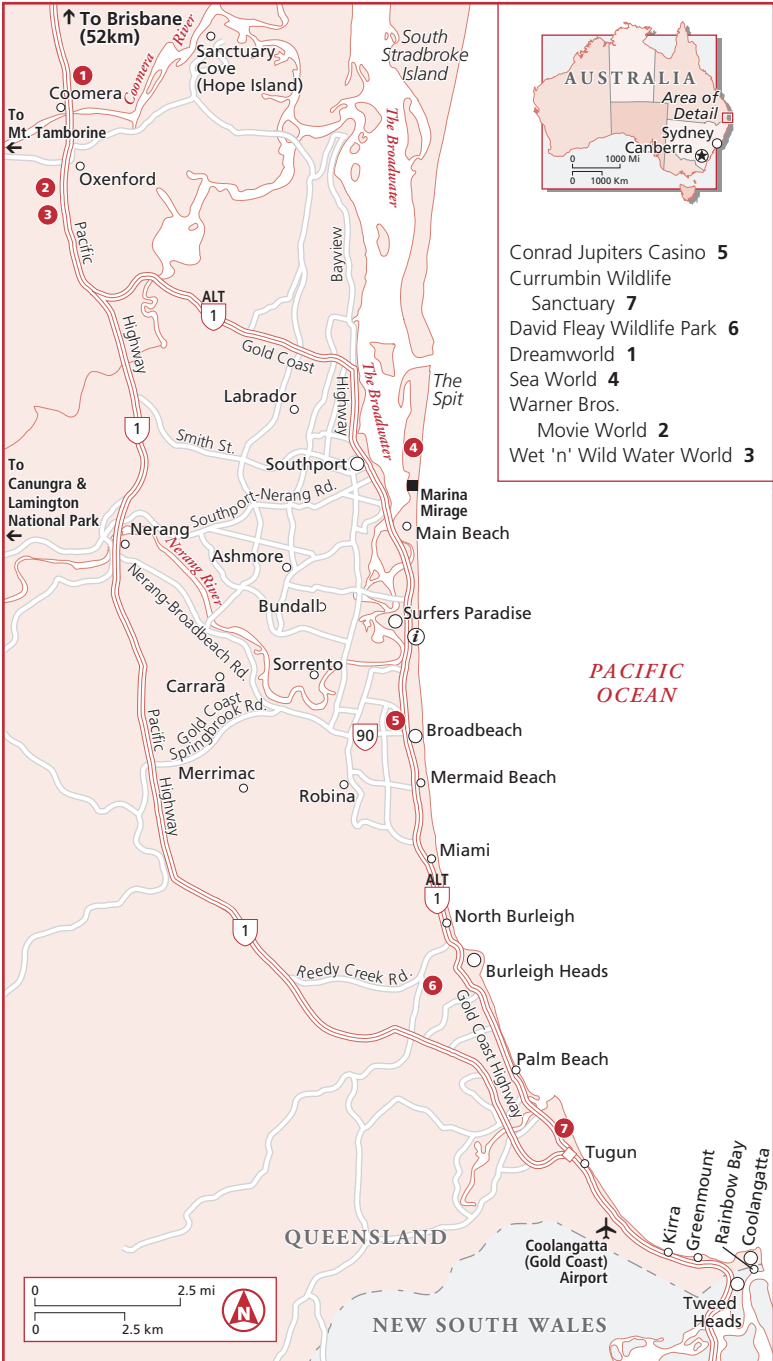 ↑ To Brisbane
(52km)
Coomera River
Sanctuary
Cove
(Hope Island)
South
Stradbroke
Island
1
Coomera
To
Mt. Tamborine
←
Oxenford
2
3
The Broadwater
Pacific
Highway
Bayview
ALT
1
Gold Coast
Highway
The Broadwater
The
Spit
Labrador
1
Smith St.
4
Southport
To
Canungra &
Lamington
National Park
←
Southport-Nerang Rd.
Marina
Mirage
Main Beach
Nerang
Nerang River
Ashmore
Nerang-Broadbeach Rd.
Bundall
Surfers Paradise
i
Sorrento
Carrara
PACIFIC
OCEAN
Gold Coast
Springbrook Rd.
5
90
Broadbeach
Pacific
Highway
Merrimac
Robina
Mermaid Beach
Miami
ALT
1
North Burleigh
1
Reedy Creek Rd.
Burleigh Heads
6
Gold Coast Highway
Palm Beach
7
Tugun
QUEENSLAND
Coolangatta
(Gold Coast)
Airport
Kirra
Greenmount
Rainbow Bay
Coolangatta
Tweed
Heads
NEW SOUTH WALES
0 2.5 mi
0 2.5 km
N
AUSTRALIA
Area of
Detail
Sydney
Canberra
0 1000 Mi
0 1000 Km
Conrad Jupiters Casino 5
Currumbin Wildlife
Sanctuary 7
David Fleay Wildlife Park 6
Dreamworld 1
Sea World 4
Warner Bros.
Movie World 2
Wet 'n' Wild Water World 3